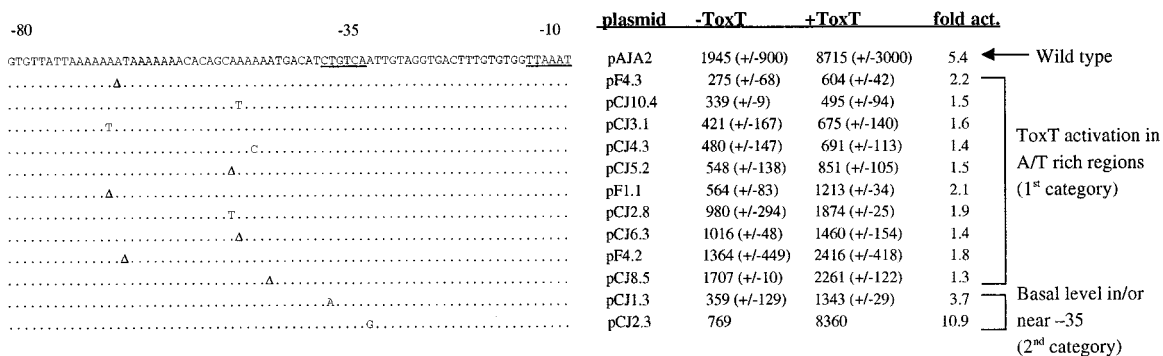 -80 -35 -10
GTGTTATTAAAAAAATAAAAAAACACAGCAAAAAATGACATCTGTCAATTGTAGGTGACTTTGTGTGGTTAAAT
plasmid -ToxT +ToxT fold act.
pAJA2 1945 (+/-900) 8715 (+/-3000) 5.4 Wild type
Δ pF4.3 275 (+/-68) 604 (+/-42) 2.2
T pCJ10.4 339 (+/-9) 495 (+/-94) 1.5
T pCJ3.1 421 (+/-167) 675 (+/-140) 1.6
C pCJ4.3 480 (+/-147) 691 (+/-113) 1.4
Δ pCJ5.2 548 (+/-138) 851 (+/-105) 1.5
Δ pF1.1 564 (+/-83) 1213 (+/-34) 2.1
T pCJ2.8 980 (+/-294) 1874 (+/-25) 1.9
Δ pCJ6.3 1016 (+/-48) 1460 (+/-154) 1.4
Δ pF4.2 1364 (+/-449) 2416 (+/-418) 1.8
Δ pCJ8.5 1707 (+/-10) 2261 (+/-122) 1.3
A pCJ1.3 359 (+/-129) 1343 (+/-29) 3.7
G pCJ2.3 769 8360 10.9
ToxT activation in
A/T rich regions
(1st category)
Basal level in/or
near –35
(2nd category)